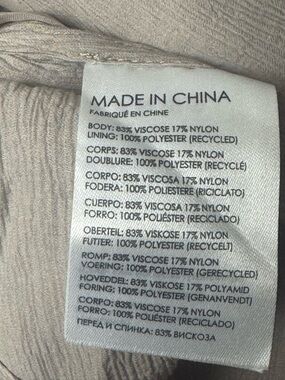 MADE IN CHINA
FABRIQUÉ EN CHINE
BODY: 83% VISCOSE 17% NYLON
LINING: 100% POLYESTER (RECYCLED)
CORPS: 83% VISCOSE 17% NYLON
DOUBLURE: 100% POLYESTER (RECYCLÉ)
CORPO: 83% VISCOSA 17% NYLON
FODERA: 100% POLIESTERE (RICICLATO)
CUERPO: 83% VISCOSA 17% NYLON
FORRO: 100% POLIÉSTER (RECICLADO)
OBERTEIL: 83% VISKOSE 17% NYLON
FUTTER: 100% POLYESTER (RECYCELT)
ROMP: 83% VISCOSE 17% NYLON
VOERING: 100% POLYESTER (GERECYCLED)
HOVEDDEL: 83% VISKOSE 17% POLYAMID
FORING: 100% POLYESTER (GENANVENDT)
CORPO: 83% VISCOSE 17% NYLON
FORRO: 100% POLIÉSTER (RECICLADO)
ПЕРЕД И СПИНКА: 83% ВИСКОЗА